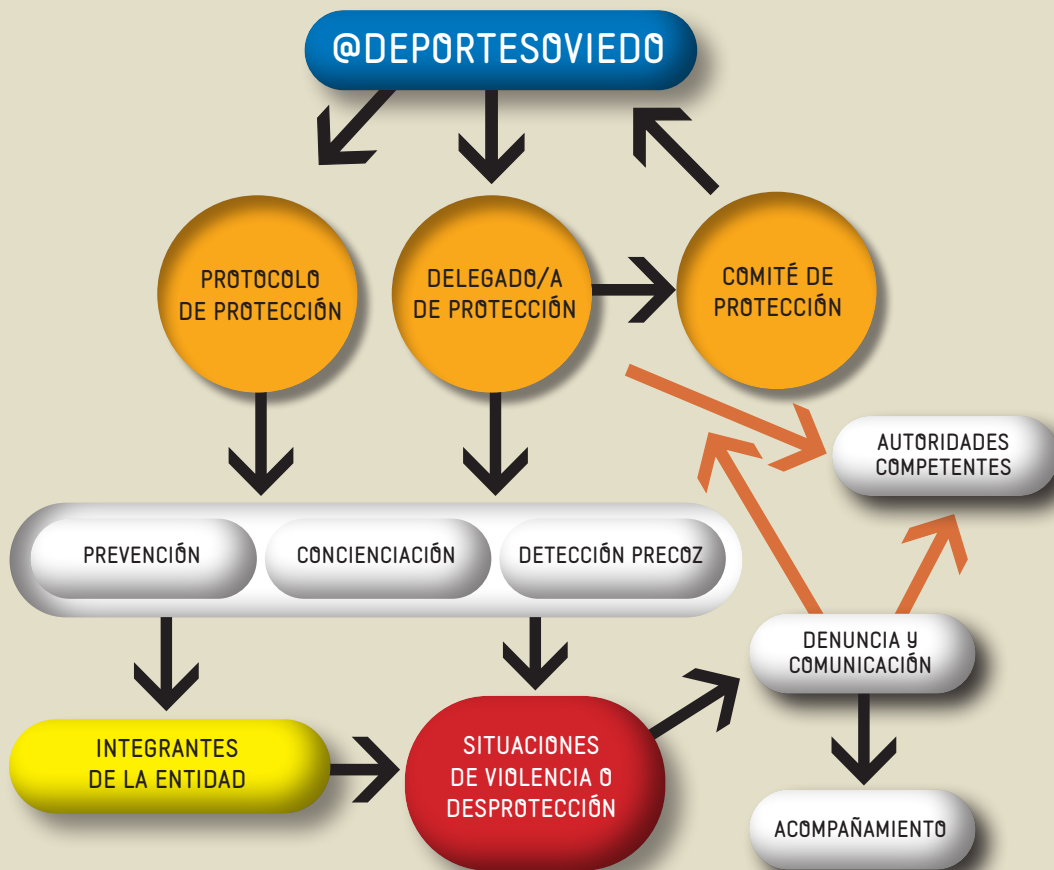 @DEPORTESOVIEDO
PROTOCOLO
DE PROTECCIÓN
DELEGADO/A
DE PROTECCIÓN
COMITÉ DE
PROTECCIÓN
AUTORIDADES
COMPETENTES
PREVENCIÓN
CONCIENCIACIÓN
DETECCIÓN PRECOZ
DENUNCIA y
COMUNICACIÓN
INTEGRANTES
DE LA ENTIDAD
SITUACIONES
DE VIOLENCIA O
DESPROTECCIÓN
ACOMPAÑAMIENTO